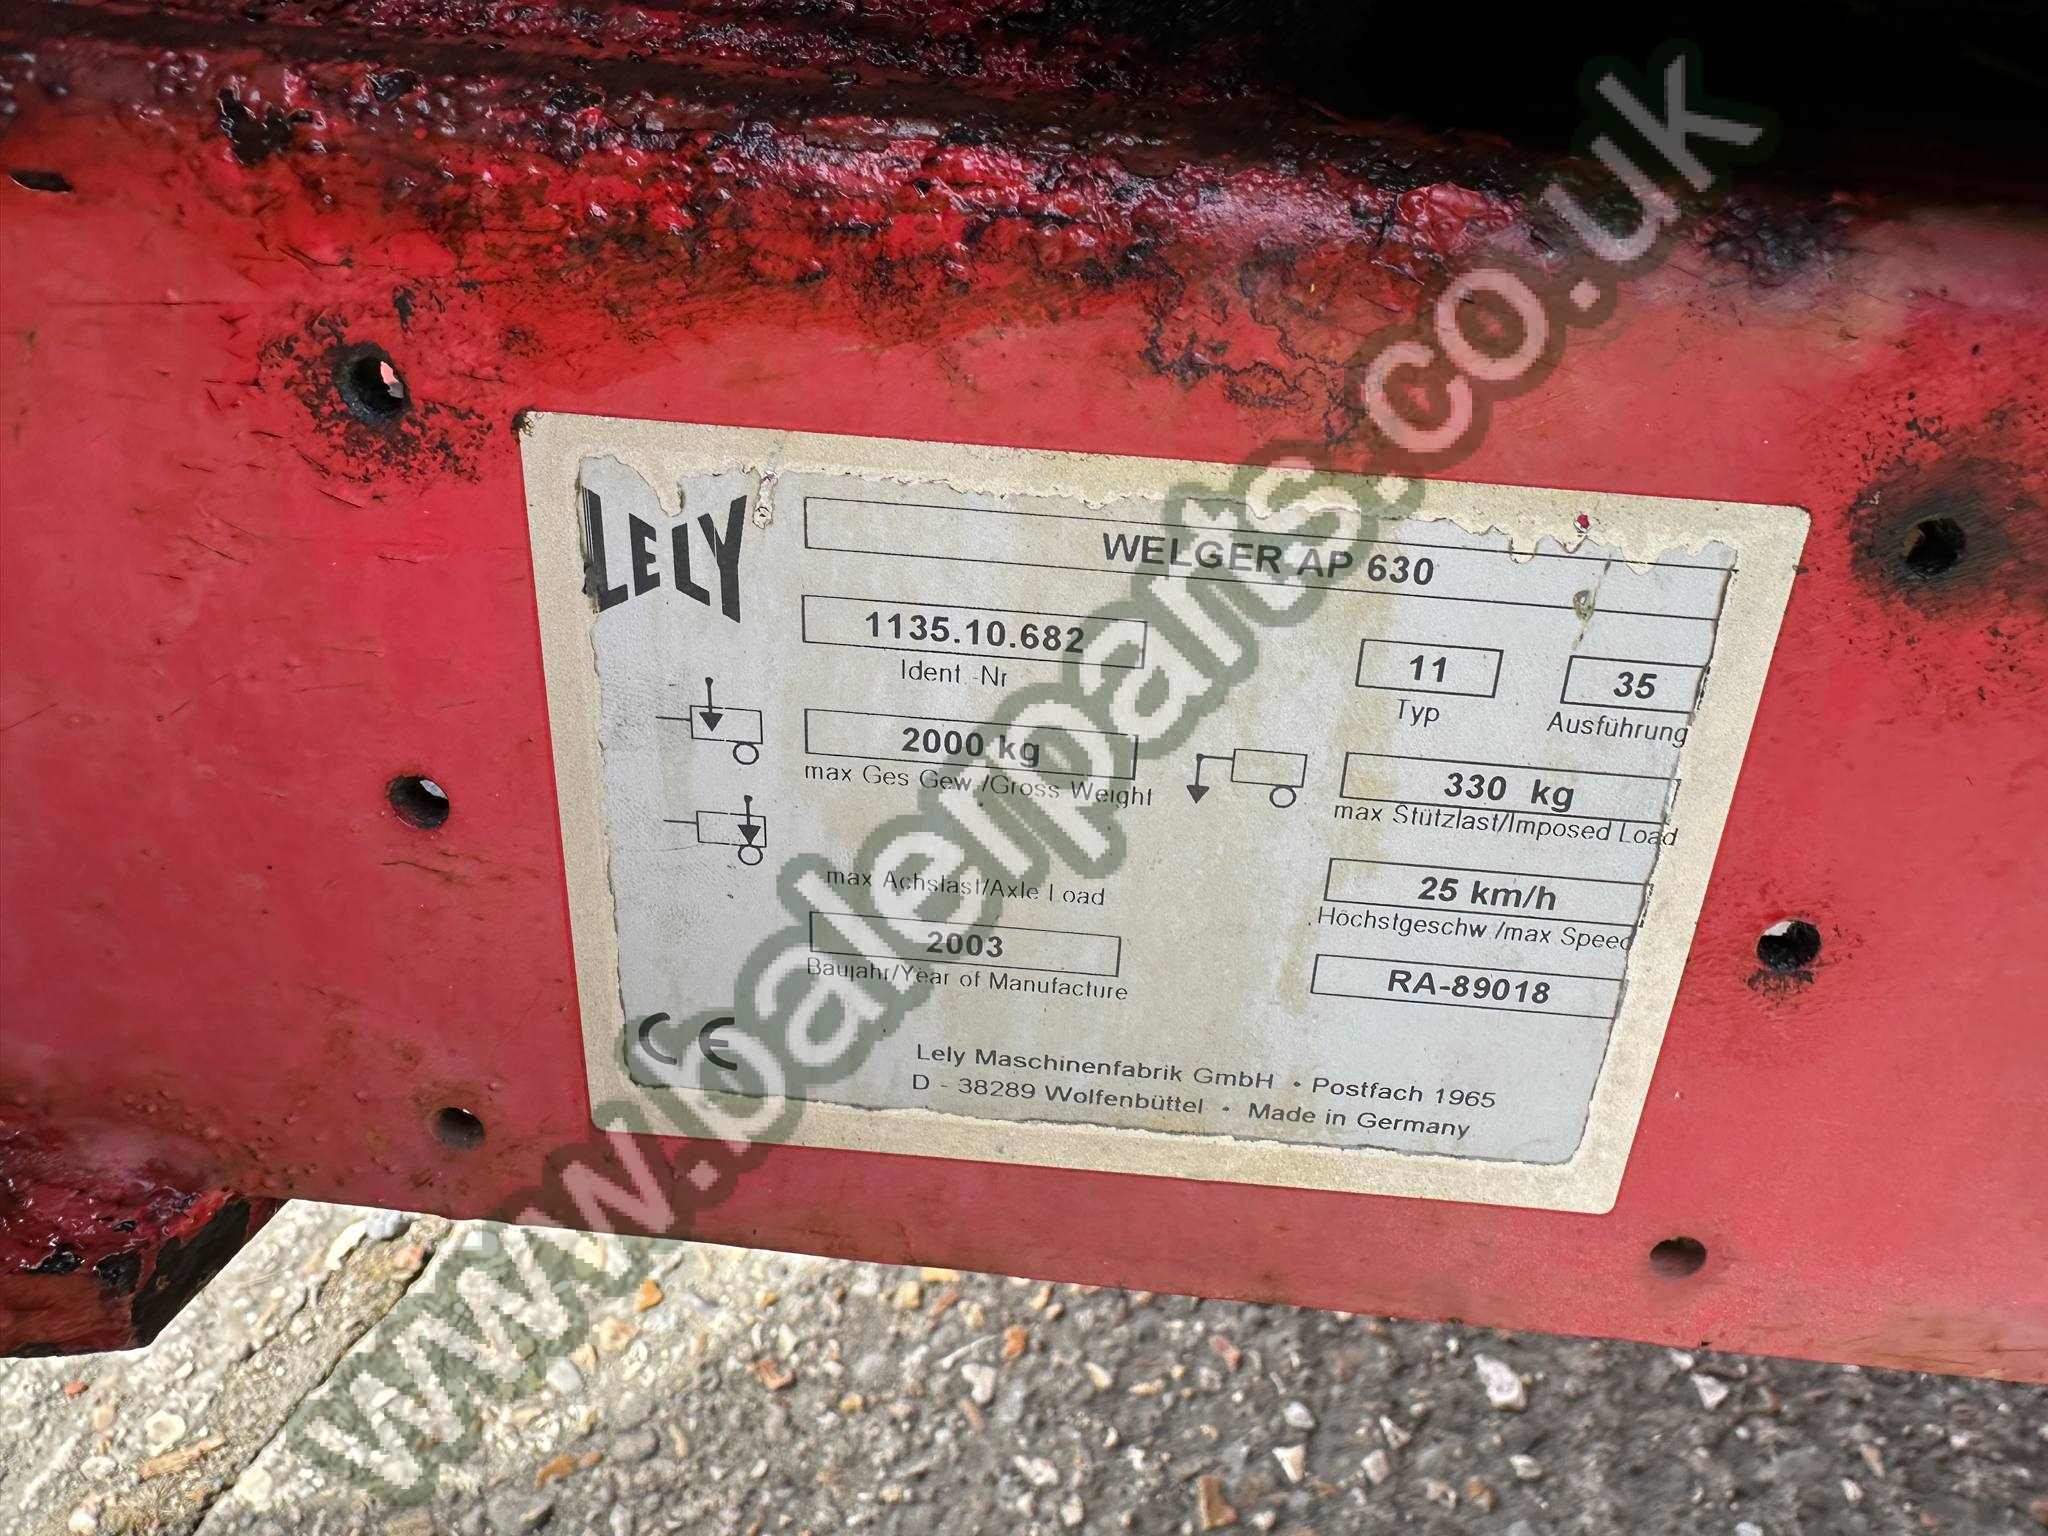 LELY
WELGER AP 630
1135.10.682
Ident.-Nr
11
Typ
35
Ausführung
2000 kg
max Ges Gew./Gross Weight
330 kg
max Stützlast/Imposed Load
max Achslast/Axle Load
25 km/h
Höchstgeschw./max Speed
2003
Baujahr/Year of Manufacture
RA-89018
CE
Lely Maschinenfabrik GmbH • Postfach 1965
D - 38289 Wolfenbüttel • Made in Germany
www.balerparts.co.uk